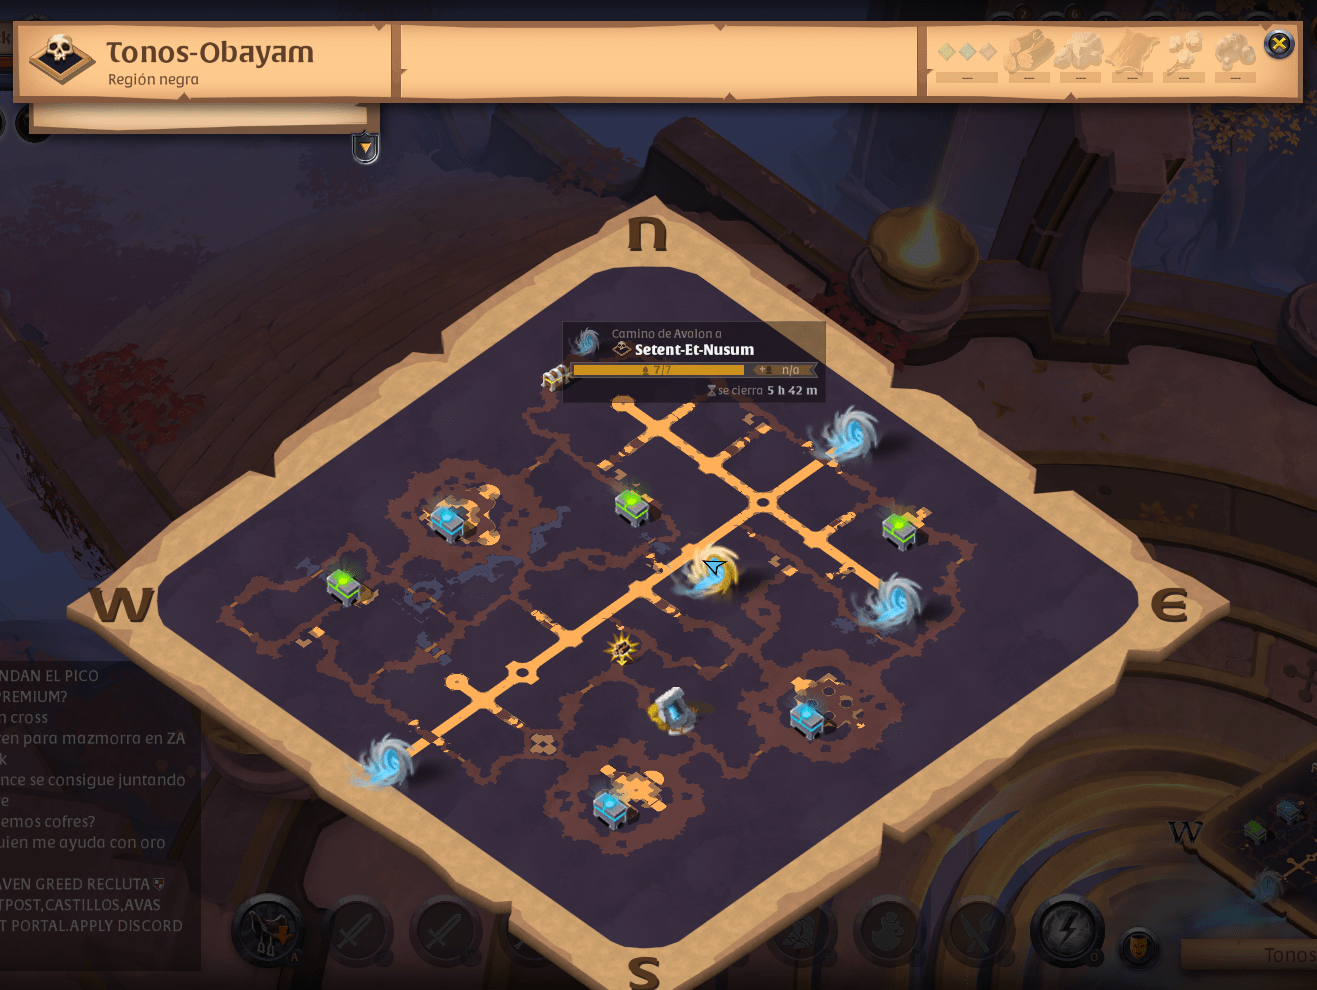 Tonos-Obayam
Región negra
--- --- --- --- --- ---
N
Camino de Avalon a
Setent-Et-Nusum
7/7
+ n/a
se cierra 5 h 42 m
W
E
S
NDAN EL PICO
PREMIUM?
n cross
en para mazmorra en ZA
k
nce se consigue juntando
e
emos cofres?
uien me ayuda con oro
AVEN GREED RECLUTA
TPOST,CASTILLOS,AVAS
T PORTAL.APPLY DISCORD
A
W
Tonos